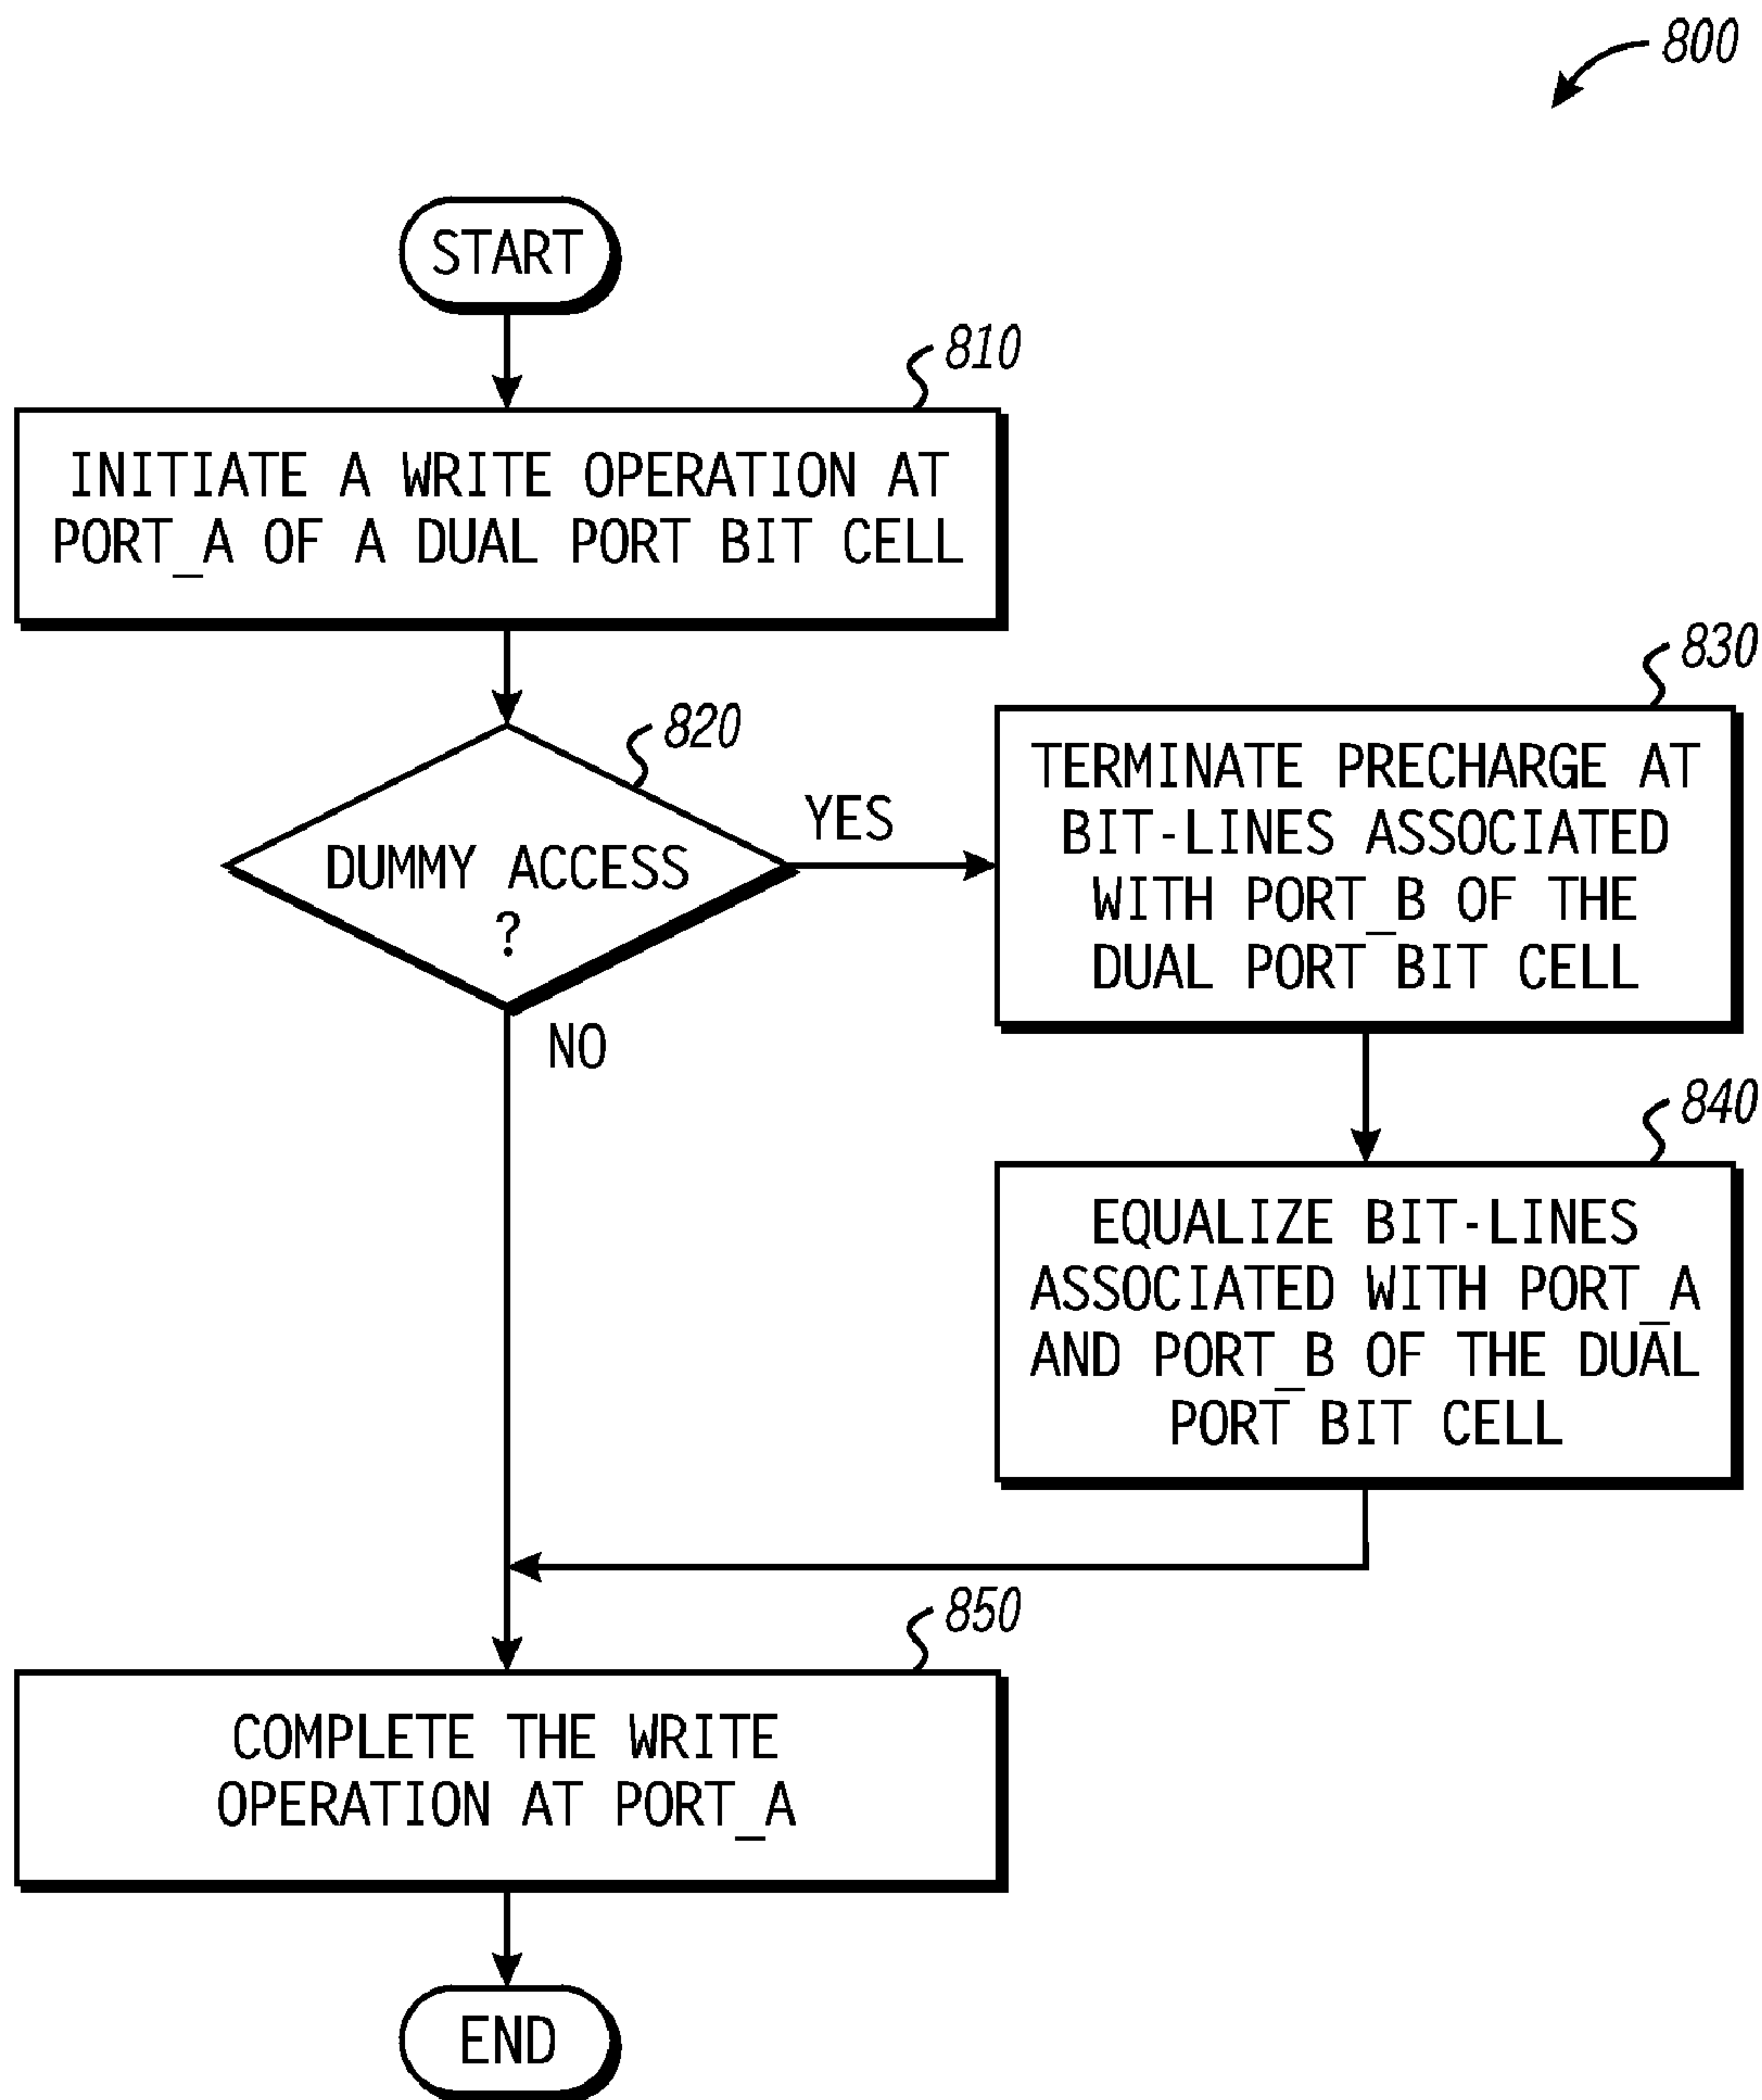 800
START
810
INITIATE A WRITE OPERATION AT
PORT_A OF A DUAL PORT BIT CELL
820
DUMMY ACCESS
?
YES
NO
830
TERMINATE PRECHARGE AT
BIT-LINES ASSOCIATED
WITH PORT_B OF THE
DUAL PORT BIT CELL
840
EQUALIZE BIT-LINES
ASSOCIATED WITH PORT_A
AND PORT_B OF THE DUAL
PORT BIT CELL
850
COMPLETE THE WRITE
OPERATION AT PORT_A
END